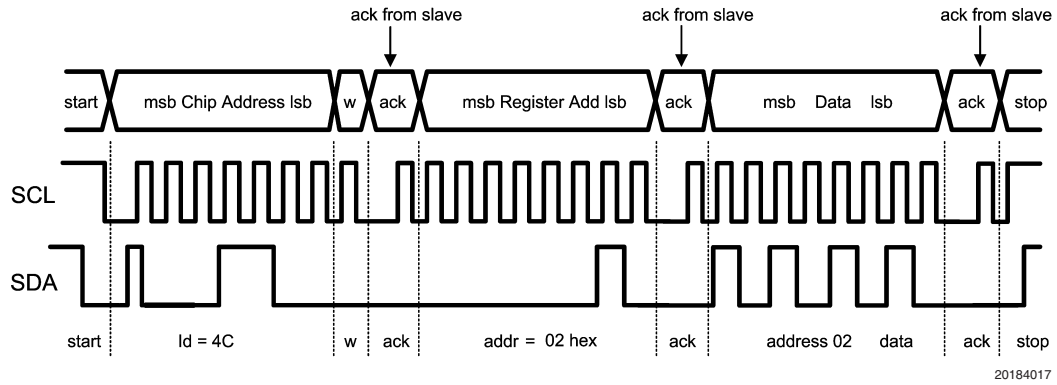 ack from slave ack from slave ack from slave
start msb Chip Address lsb w ack msb Register Add lsb ack msb Data lsb ack stop
SCL
SDA
start Id = 4C w ack addr = 02 hex ack address 02 data ack stop
20184017